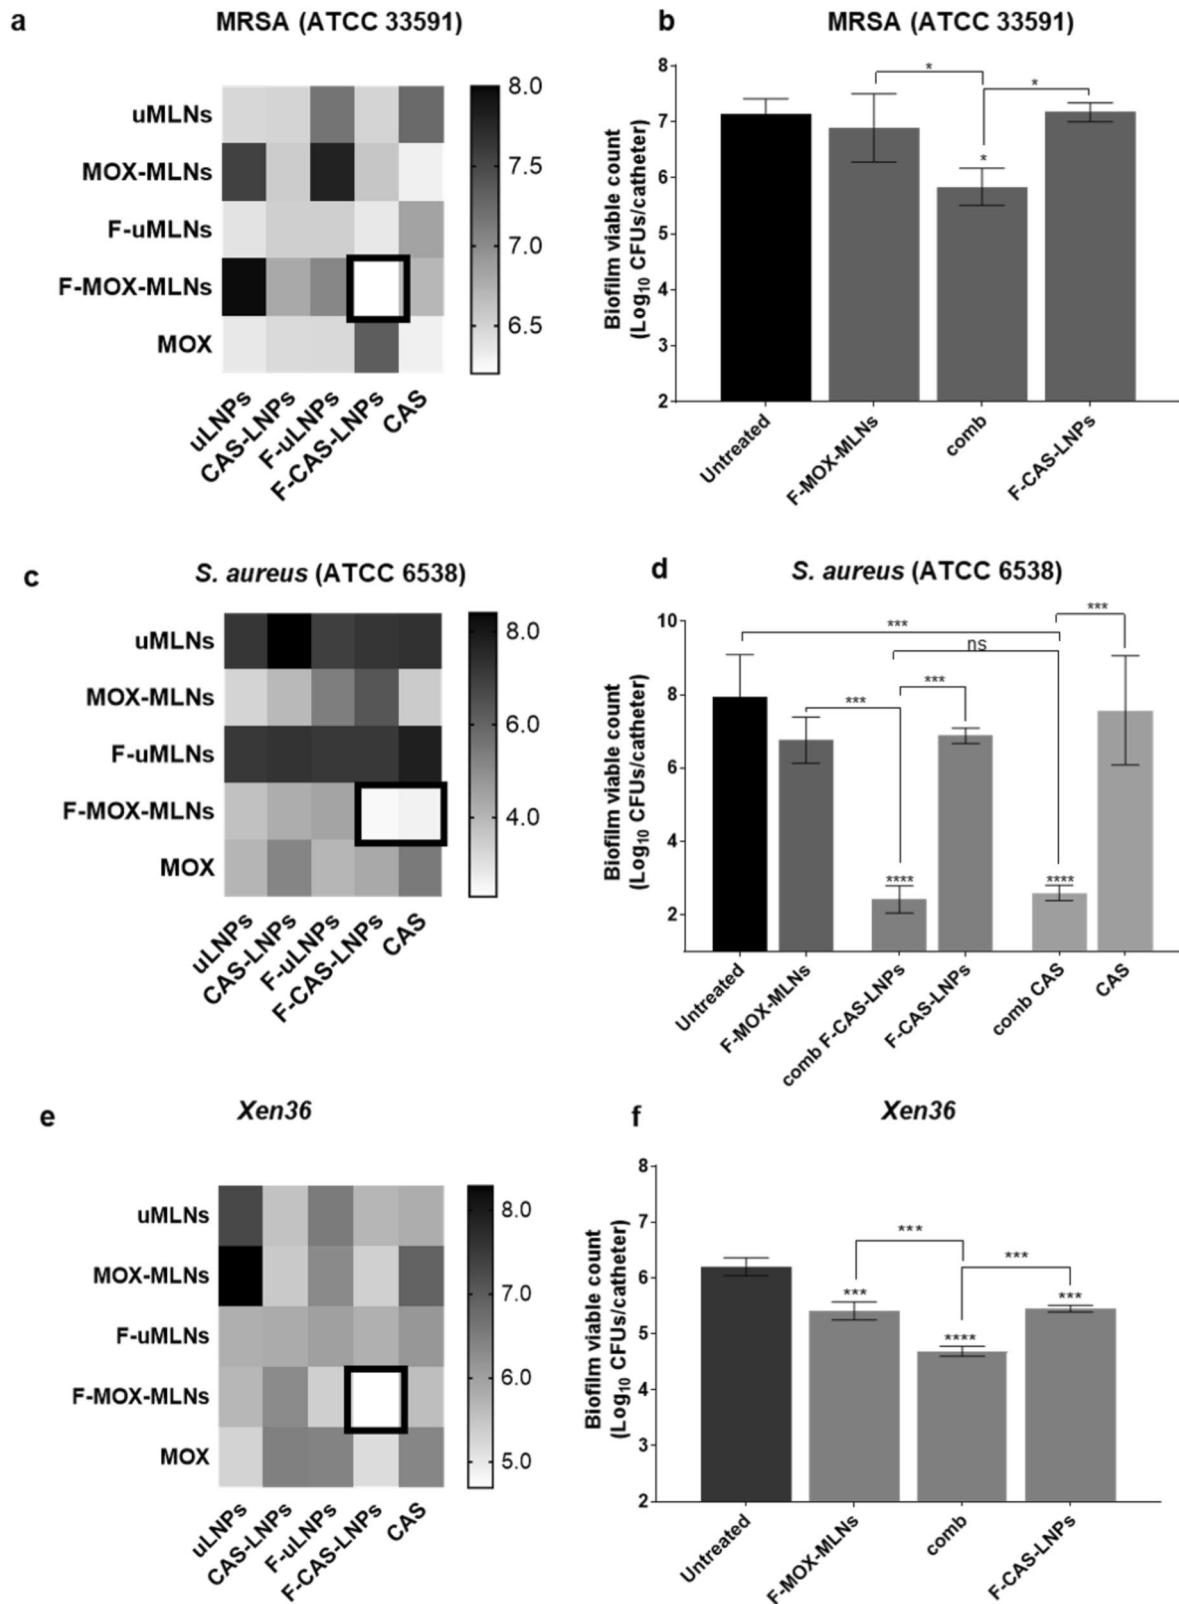 a
MRSA (ATCC 33591)
uMLNs
MOX-MLNs
F-uMLNs
F-MOX-MLNs
MOX
uLNPs
CAS-LNPs
F-uLNPs
F-CAS-LNPs
CAS
8.0
7.5
7.0
6.5
b
MRSA (ATCC 33591)
Biofilm viable count
(Log10 CFUs/catheter)
8
7
6
5
4
3
2
*
*
*
Untreated
F-MOX-MLNs
comb
F-CAS-LNPs
c
S. aureus (ATCC 6538)
uMLNs
MOX-MLNs
F-uMLNs
F-MOX-MLNs
MOX
uLNPs
CAS-LNPs
F-uLNPs
F-CAS-LNPs
CAS
8.0
6.0
4.0
d
S. aureus (ATCC 6538)
Biofilm viable count
(Log10 CFUs/catheter)
10
8
6
4
2
***
***
ns
***
***
****
****
Untreated
F-MOX-MLNs
comb F-CAS-LNPs
F-CAS-LNPs
comb CAS
CAS
e
Xen36
uMLNs
MOX-MLNs
F-uMLNs
F-MOX-MLNs
MOX
uLNPs
CAS-LNPs
F-uLNPs
F-CAS-LNPs
CAS
8.0
7.0
6.0
5.0
f
Xen36
Biofilm viable count
(Log10 CFUs/catheter)
8
7
6
5
4
3
2
***
***
***
***
****
Untreated
F-MOX-MLNs
comb
F-CAS-LNPs